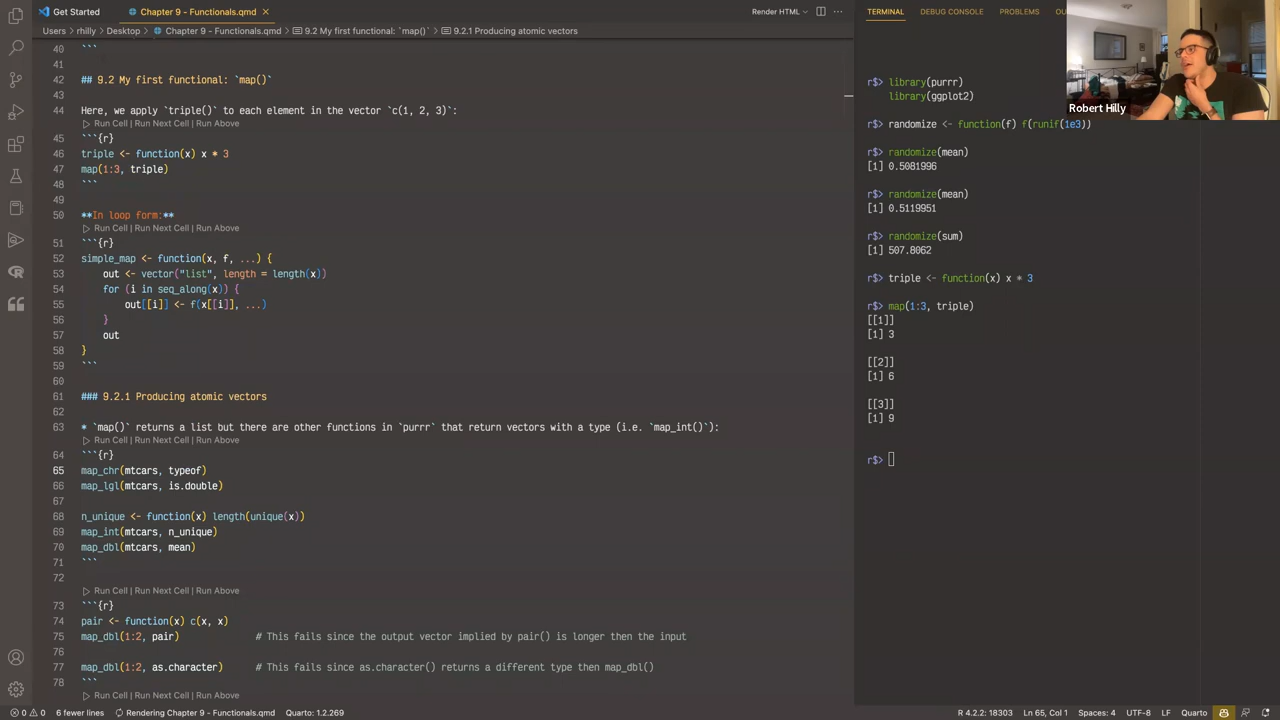 Get Started
Chapter 9 - Functionals.qmd
Render HTML
Users > rhilly > Desktop > Chapter 9 - Functionals.qmd > 9.2 My first functional: `map()` > 9.2.1 Producing atomic vectors
40 ```
41
42 ## 9.2 My first functional: `map()`
43
44 Here, we apply `triple()` to each element in the vector `c(1, 2, 3)`:
Run Cell | Run Next Cell | Run Above
45 ```{r}
46 triple <- function(x) x * 3
47 map(1:3, triple)
48 ```
49
50 **In loop form:**
Run Cell | Run Next Cell | Run Above
51 ```{r}
52 simple_map <- function(x, f, ...) {
53 out <- vector("list", length = length(x))
54 for (i in seq_along(x)) {
55 out[[i]] <- f(x[[i]], ...)
56 }
57 out
58 }
59 ```
60
61 ### 9.2.1 Producing atomic vectors
62
63 * `map()` returns a list but there are other functions in `purrr` that return vectors with a type (i.e. `map_int()`):
Run Cell | Run Next Cell | Run Above
64 ```{r}
65 map_chr(mtcars, typeof)
66 map_lgl(mtcars, is.double)
67
68 n_unique <- function(x) length(unique(x))
69 map_int(mtcars, n_unique)
70 map_dbl(mtcars, mean)
71 ```
72
Run Cell | Run Next Cell | Run Above
73 ```{r}
74 pair <- function(x) c(x, x)
75 map_dbl(1:2, pair) # This fails since the output vector implied by pair() is longer then the input
76
77 map_dbl(1:2, as.character) # This fails since as.character() returns a different type then map_dbl()
78
Run Cell | Run Next Cell | Run Above
TERMINAL DEBUG CONSOLE PROBLEMS OU
r$> library(purrr)
library(ggplot2)
r$> randomize <- function(f) f(runif(1e3))
r$> randomize(mean)
[1] 0.5081996
r$> randomize(mean)
[1] 0.5119951
r$> randomize(sum)
[1] 507.8062
r$> triple <- function(x) x * 3
r$> map(1:3, triple)
[[1]]
[1] 3
[[2]]
[1] 6
[[3]]
[1] 9
r$>
Robert Hilly
0 0 6 fewer lines Rendering Chapter 9 - Functionals.qmd Quarto: 1.2.269
R 4.2.2: 18303 Ln 65, Col 1 Spaces: 4 UTF-8 LF Quarto